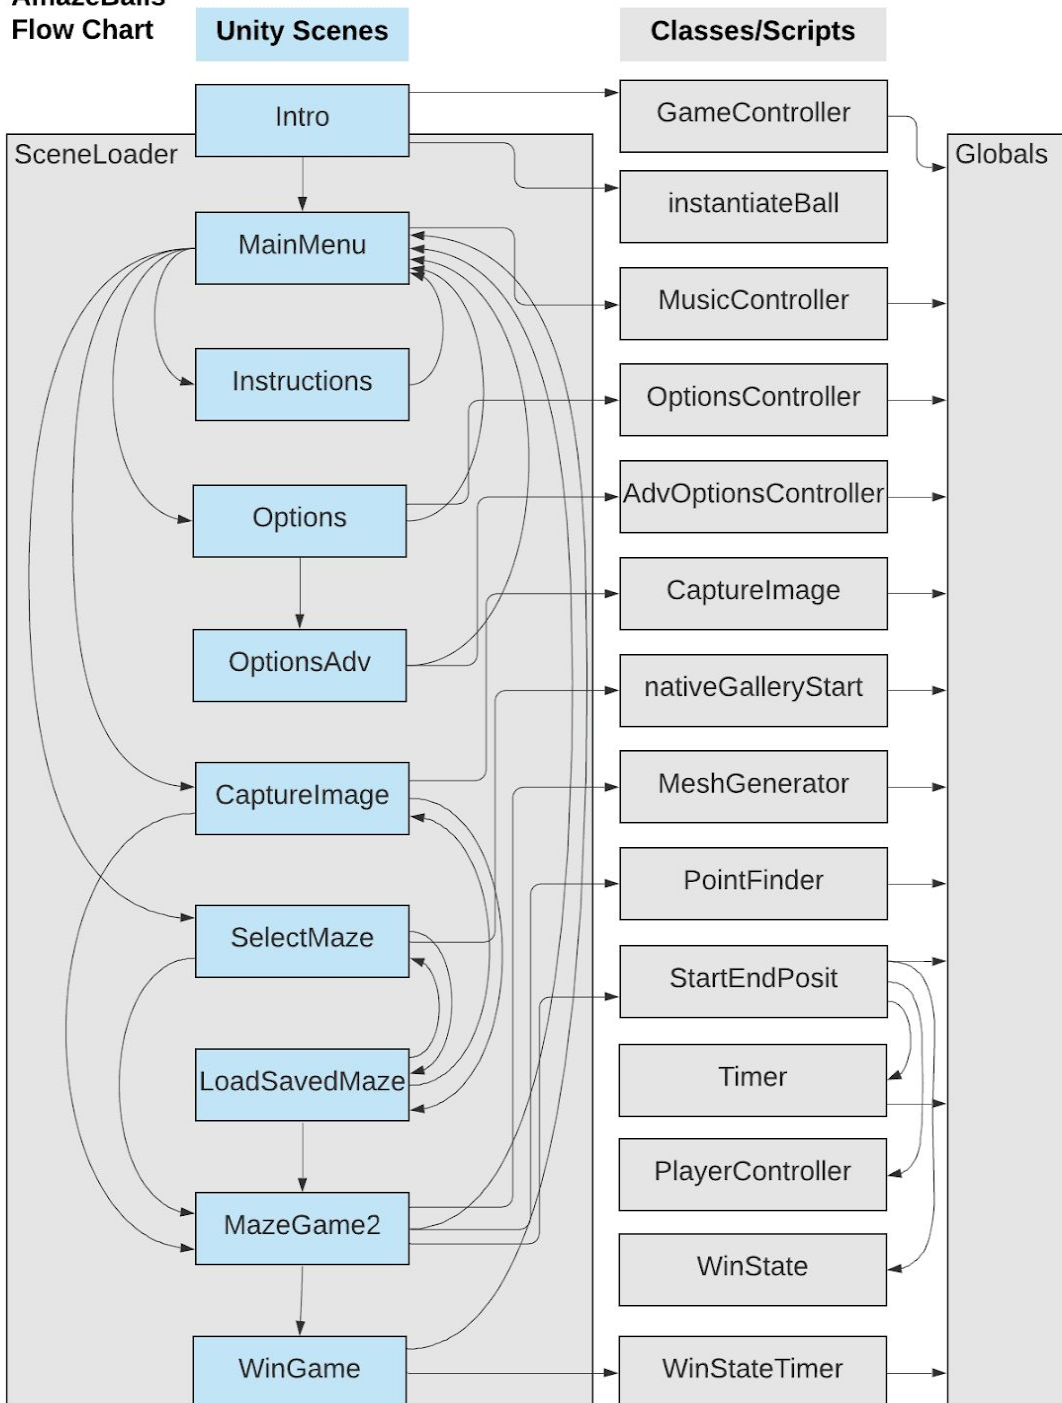 AmazeBalls
Flow Chart
Unity Scenes
Classes/Scripts
SceneLoader
Intro
MainMenu
Instructions
Options
OptionsAdv
CaptureImage
SelectMaze
LoadSavedMaze
MazeGame2
WinGame
GameController
instantiateBall
MusicController
OptionsController
AdvOptionsController
CaptureImage
nativeGalleryStart
MeshGenerator
PointFinder
StartEndPosit
Timer
PlayerController
WinState
WinStateTimer
Globals